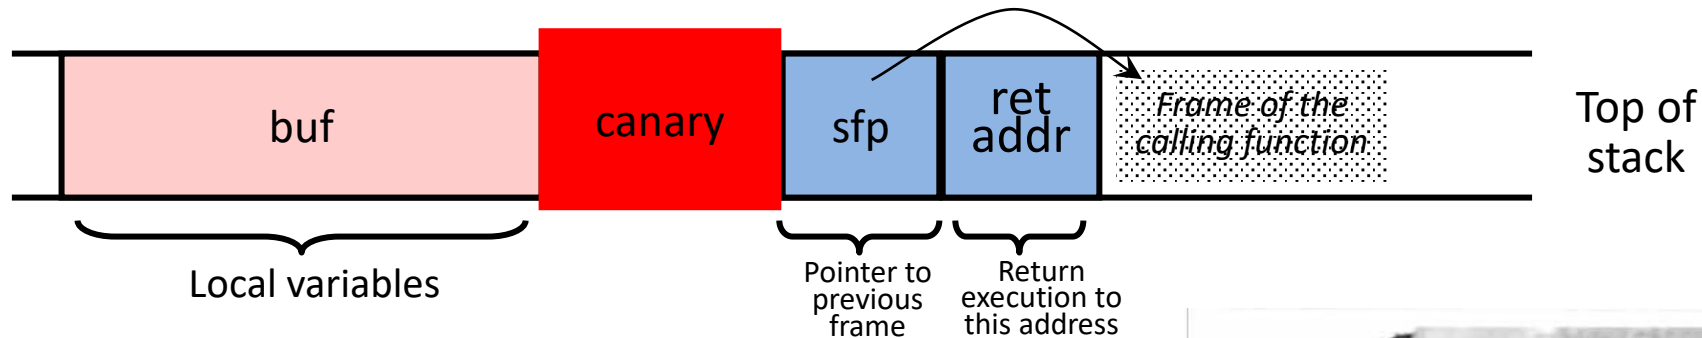 buf
canary
sfp
ret
addr
Frame of the
calling function
Top of
stack
Local variables
Pointer to
previous
frame
Return
execution to
this address